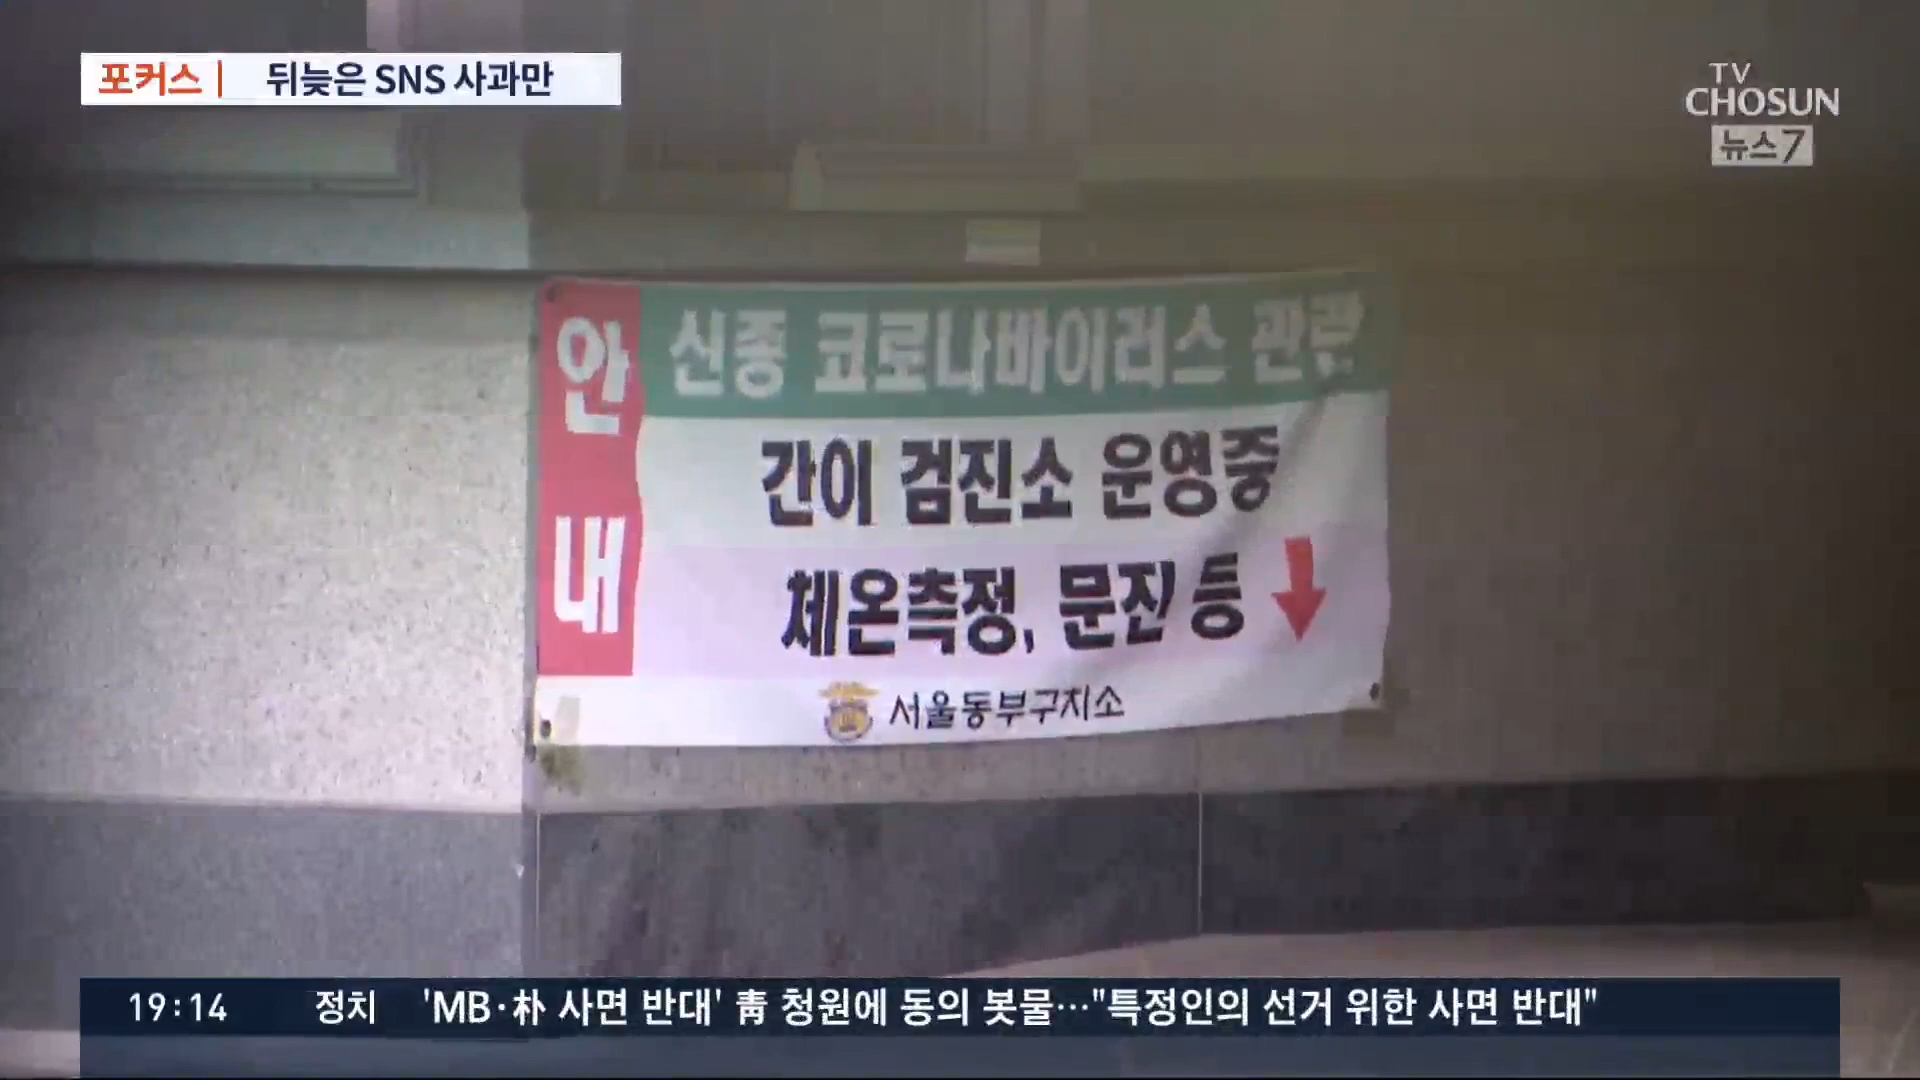 포커스 | 뒤늦은 SNS 사과만
TV
CHOSUN
뉴스7
안내
신종 코로나바이러스 관련
간이 검진소 운영중
체온측정, 문진 등
서울동부구치소
19:14 정치 'MB·朴 사면 반대' 靑 청원에 동의 봇물…"특정인의 선거 위한 사면 반대"